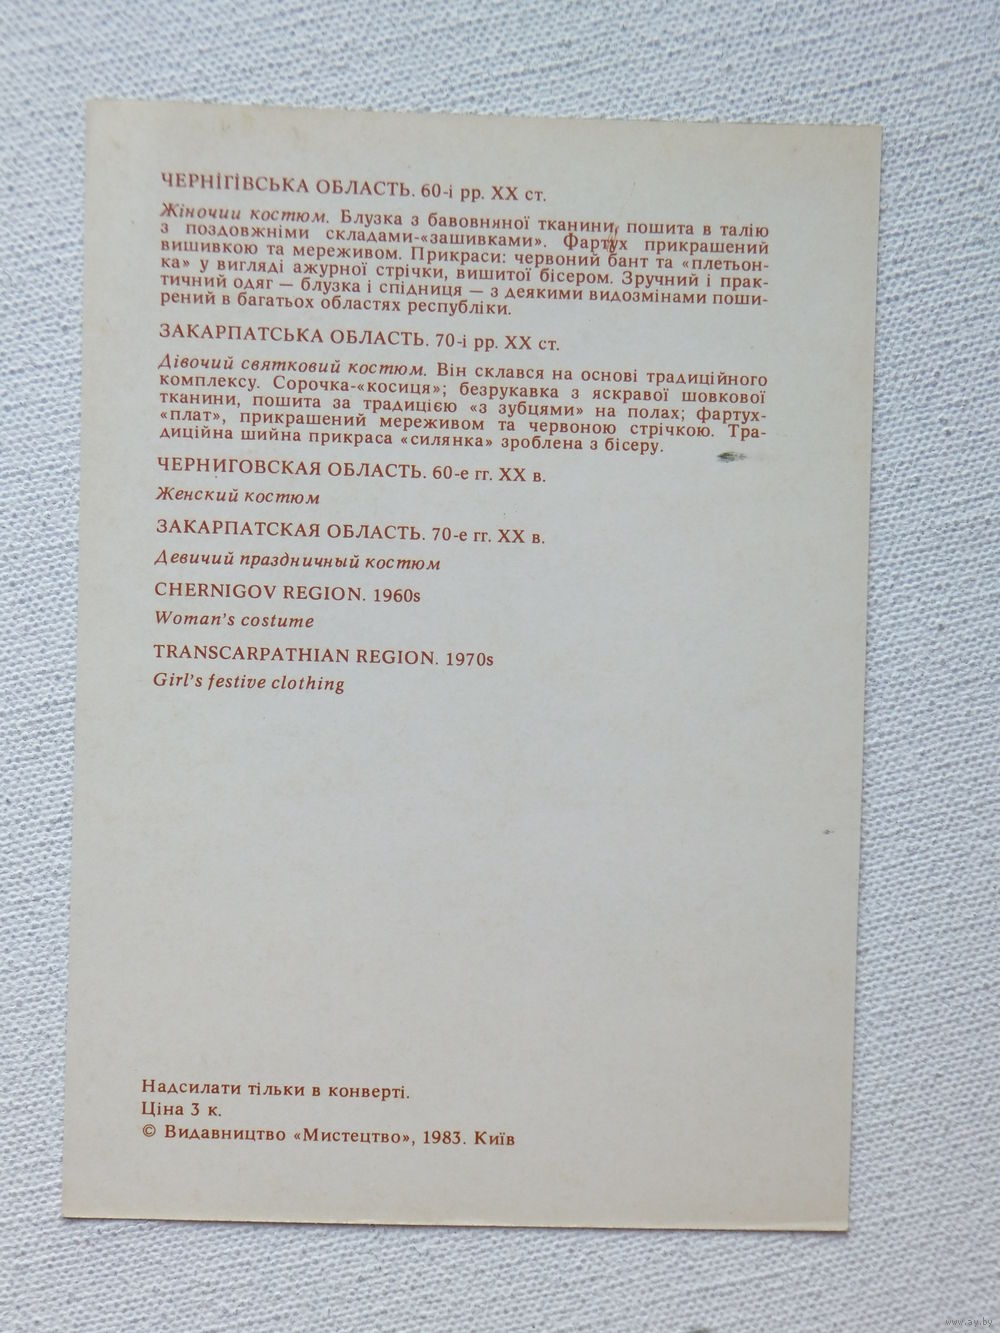 ЧЕРНІГІВСЬКА ОБЛАСТЬ. 60-і рр. XX ст.
Жіночий костюм. Блузка з бавовняної тканини, пошита в талію
з поздовжніми складами-«зашивками». Фартух прикрашений
вишивкою та мереживом. Прикраси: червоний бант та «плетьон-
ка» у вигляді ажурної стрічки, вишитої бісером. Зручний і прак-
тичний одяг — блузка і спідниця — з деякими видозмінами поши-
рений в багатьох областях республіки.
ЗАКАРПАТСЬКА ОБЛАСТЬ. 70-і рр. XX ст.
Дівочий святковий костюм. Він склався на основі традиційного
комплексу. Сорочка-«косиця»; безрукавка з яскравої шовкової
тканини, пошита за традицією «з зубцями» на полах; фартух-
«плат», прикрашений мереживом та червоною стрічкою. Тра-
диційна шийна прикраса «силянка» зроблена з бісеру.
ЧЕРНИГОВСКАЯ ОБЛАСТЬ. 60-е гг. XX в.
Женский костюм
ЗАКАРПАТСКАЯ ОБЛАСТЬ. 70-е гг. XX в.
Девичий праздничный костюм
CHERNIGOV REGION. 1960s
Woman's costume
TRANSCARPATHIAN REGION. 1970s
Girl's festive clothing
Надсилати тільки в конверті.
Ціна 3 к.
© Видавництво «Мистецтво», 1983. Київ
www.ay.by